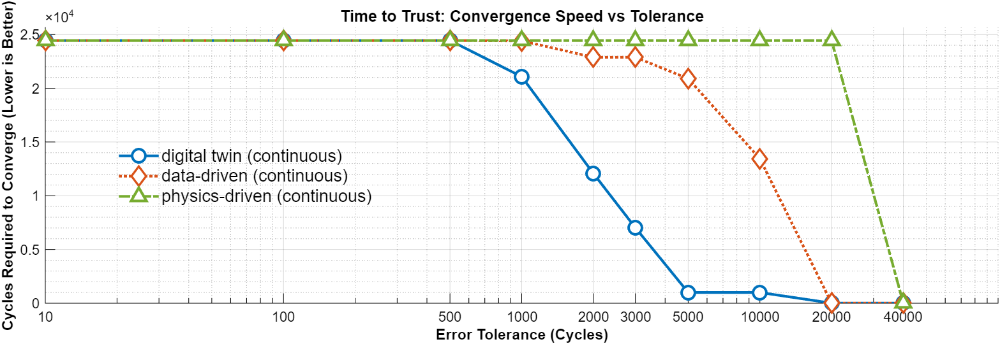 Time to Trust: Convergence Speed vs Tolerance
×10⁴
Cycles Required to Converge (Lower is Better)
2.5
2
1.5
1
0.5
0
digital twin (continuous)
data-driven (continuous)
physics-driven (continuous)
10 100 500 1000 2000 3000 5000 10000 20000 40000
Error Tolerance (Cycles)